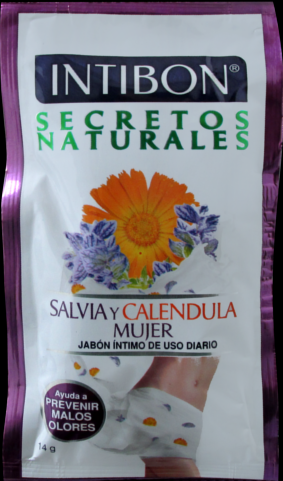 INTIBON®
SECRETOS
NATURALES
SALVIA Y CALENDULA
MUJER
JABÓN ÍNTIMO DE USO DIARIO
Ayuda a
PREVENIR
MALOS
OLORES
14 g